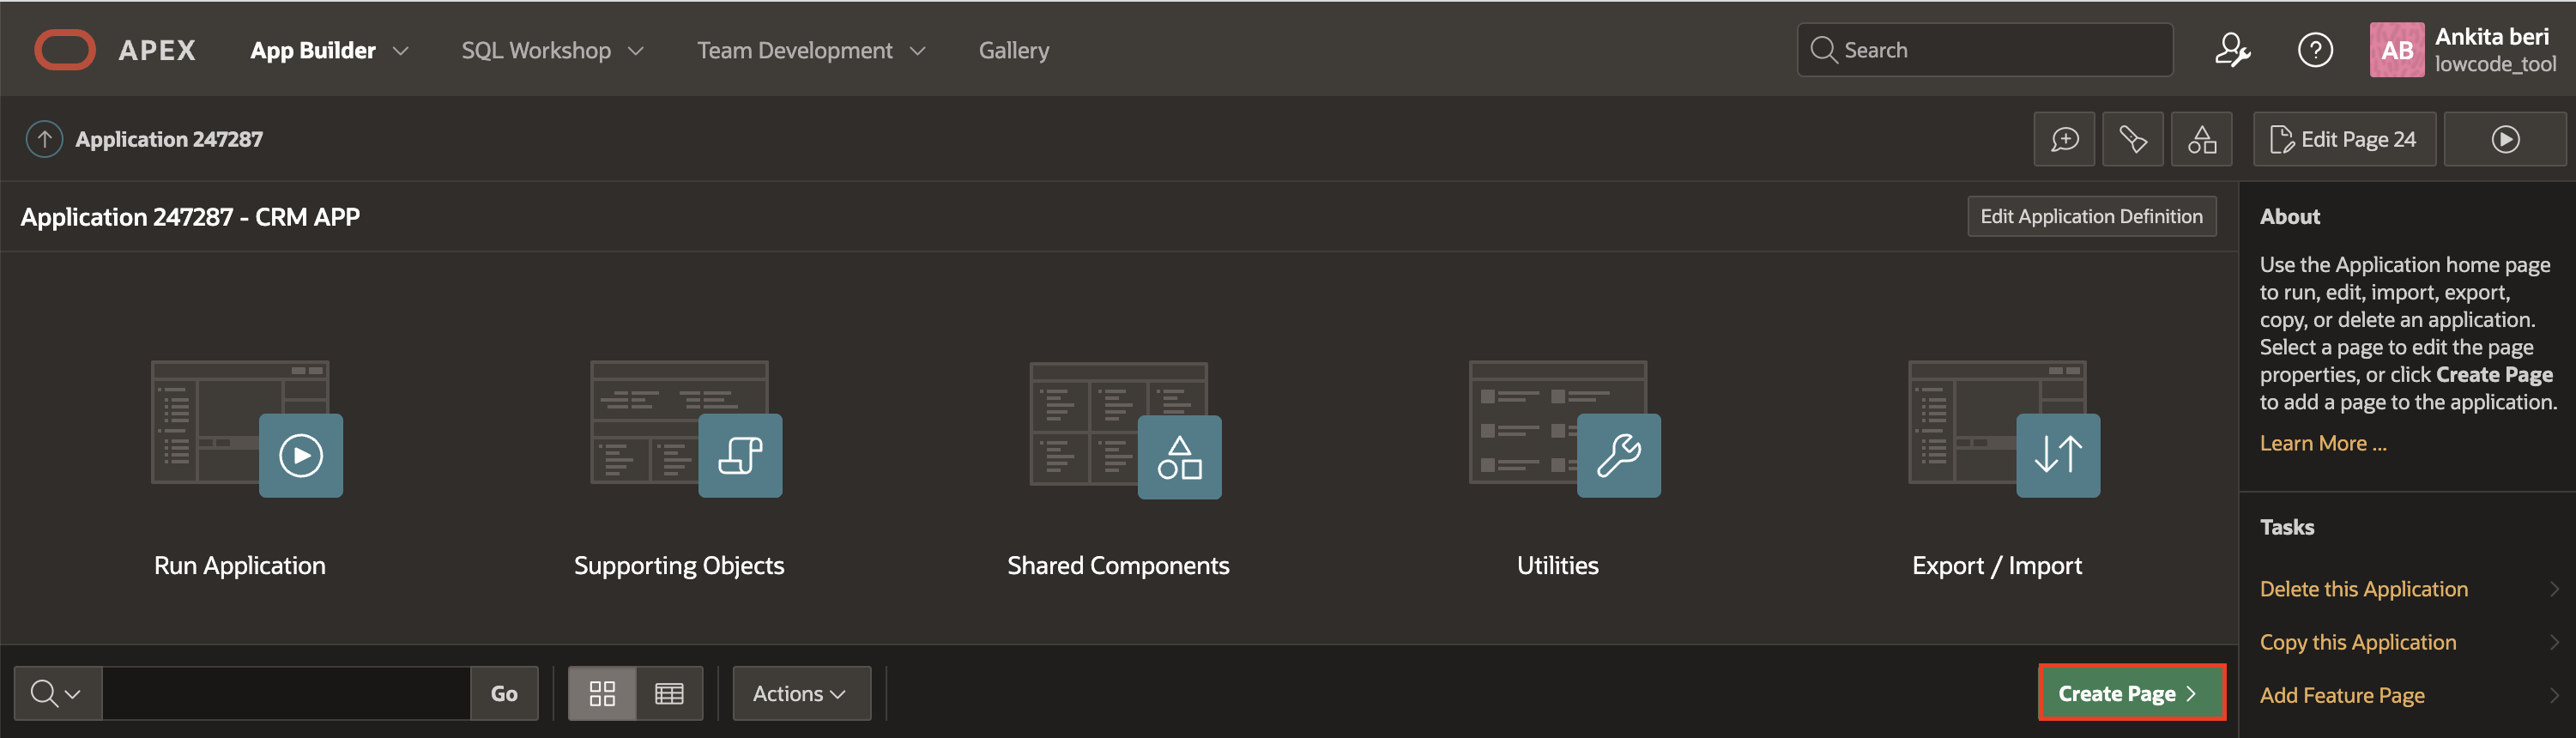 APEX App Builder SQL Workshop Team Development Gallery Search ? AB Ankita beri
lowcode_tool
Application 247287 Edit Page 24
Application 247287 - CRM APP Edit Application Definition
Run Application Supporting Objects Shared Components Utilities Export / Import
Go Actions Create Page
About
Use the Application home page
to run, edit, import, export,
copy, or delete an application.
Select a page to edit the page
properties, or click Create Page
to add a page to the application.
Learn More ...
Tasks
Delete this Application
Copy this Application
Add Feature Page